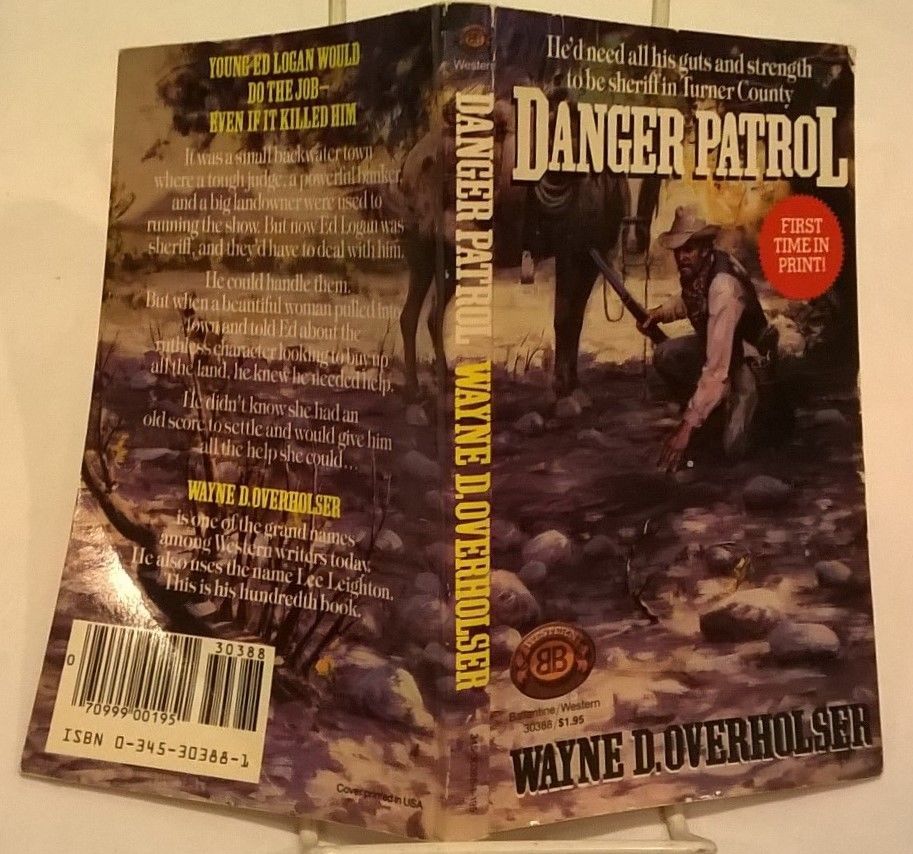 YOUNG ED LOGAN WOULD
DO THE JOB–
EVEN IF IT KILLED HIM
It was a small backwater town
where a tough judge, a powerful banker
and a big landowner were used to
running the show. But now Ed Logan was
sheriff, and they'd have to deal with him.
He could handle them.
But when a beautiful woman pulled into
town and told Ed about the
ruthless character looking to buy up
all the land, he knew he needed help.
He didn't know she had an
old score to settle and would give him
all the help she could...
WAYNE D. OVERHOLSER
is one of the grand names
among Western writers today.
He also uses the name Lee Leighton.
This is his hundredth book.
30388
0
70999 00195
ISBN 0-345-30388-1
Cover printed in USA
Western
DANGER PATROL WAYNE D. OVERHOLSER
He'd need all his guts and strength
to be sheriff in Turner County
DANGER PATROL
FIRST
TIME IN
PRINT!
WESTERN
BB
Ballantine/Western
30388/$1.95
WAYNE D. OVERHOLSER